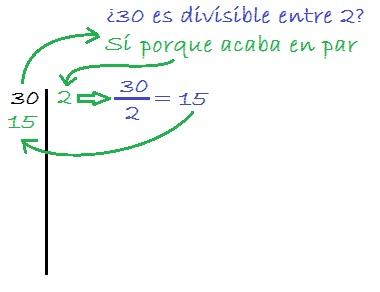 ¿30 es divisible entre 2?
Sí porque acaba en par
30 2 30/2 = 15
15